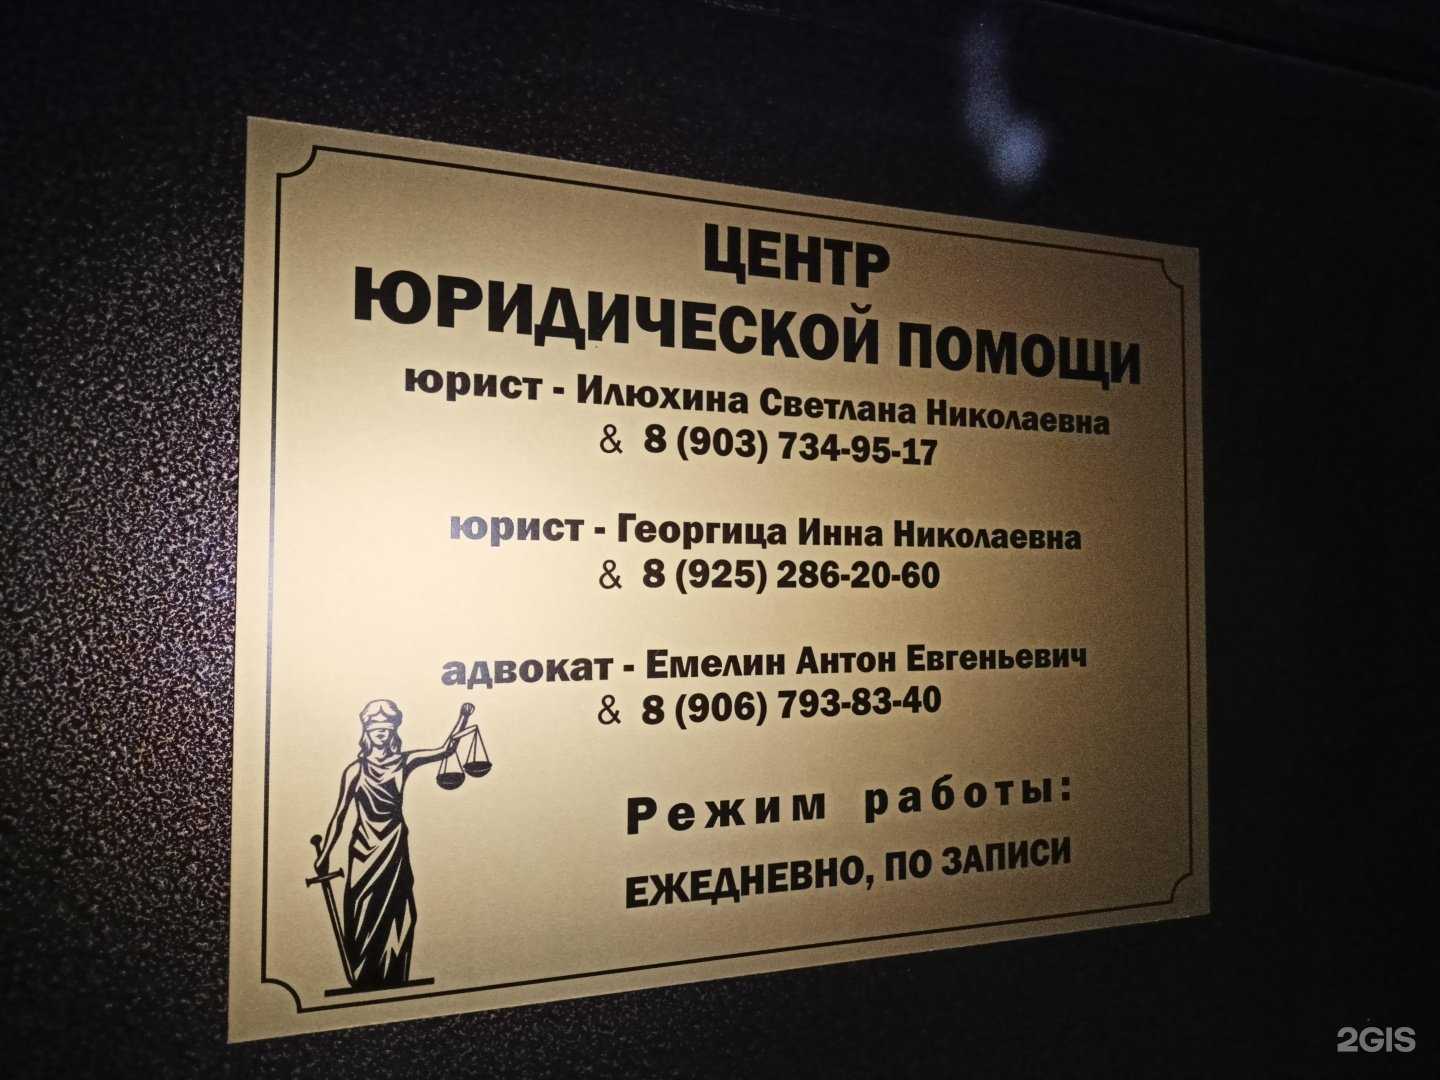 ЦЕНТР
ЮРИДИЧЕСКОЙ ПОМОЩИ
юрист - Илюхина Светлана Николаевна
& 8 (903) 734-95-17
юрист - Георгица Инна Николаевна
& 8 (925) 286-20-60
адвокат - Емелин Антон Евгеньевич
& 8 (906) 793-83-40
Режим работы:
ЕЖЕДНЕВНО, ПО ЗАПИСИ
2GIS